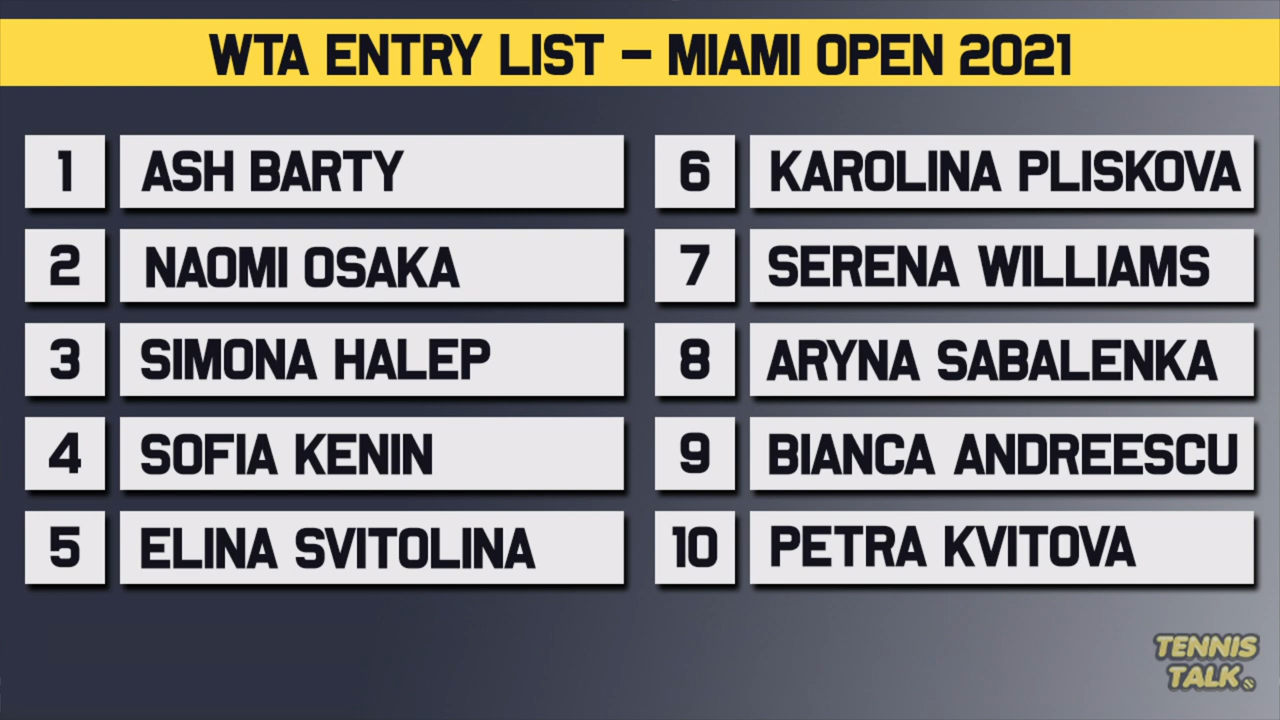 WTA ENTRY LIST – MIAMI OPEN 2021
1 ASH BARTY
2 NAOMI OSAKA
3 SIMONA HALEP
4 SOFIA KENIN
5 ELINA SVITOLINA
6 KAROLINA PLISKOVA
7 SERENA WILLIAMS
8 ARYNA SABALENKA
9 BIANCA ANDREESCU
10 PETRA KVITOVA
TENNIS
TALK